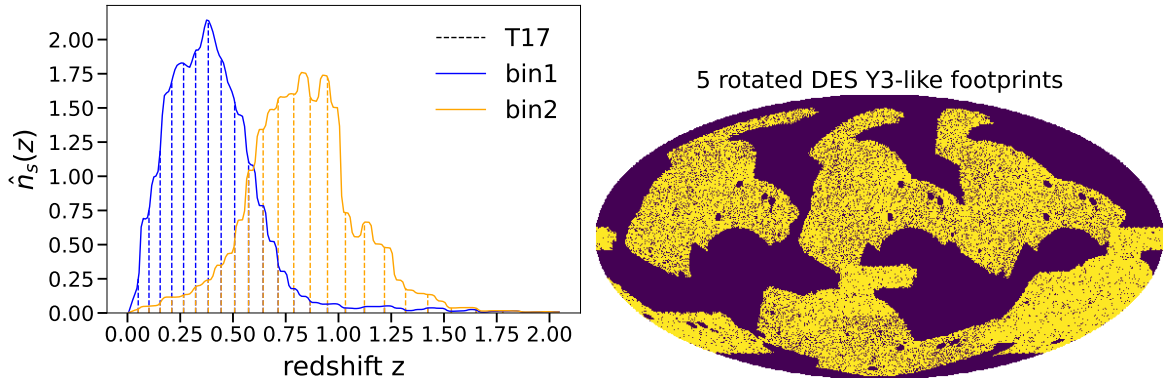 2.00
1.75
1.50
1.25
1.00
0.75
0.50
0.25
0.00
n̂s(z)
0.00 0.25 0.50 0.75 1.00 1.25 1.50 1.75 2.00
redshift z
T17
bin1
bin2
5 rotated DES Y3-like footprints